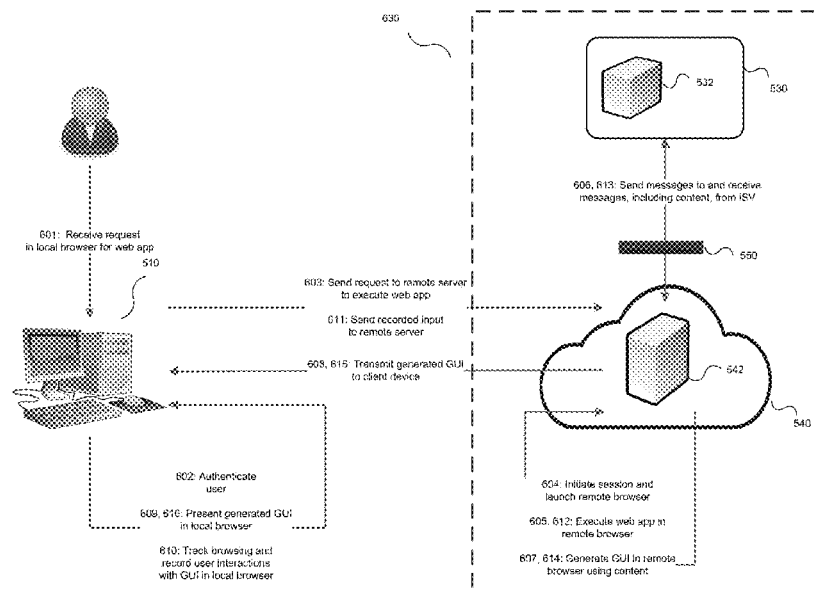 630
532
530
606, 613: Send messages to and receive
messages, including content, from ISV
601: Receive request
in local browser for web app
550
510
603: Send request to remote server
to execute web app
611: Send recorded input
to remote server
608, 615: Transmit generated GUI
to client device
542
540
602: Authenticate
user
609, 616: Present generated GUI
in local browser
610: Track browsing and
record user interactions
with GUI in local browser
604: Initiate session and
launch remote browser
605, 612: Execute web app in
remote browser
607, 614: Generate GUI in remote
browser using content